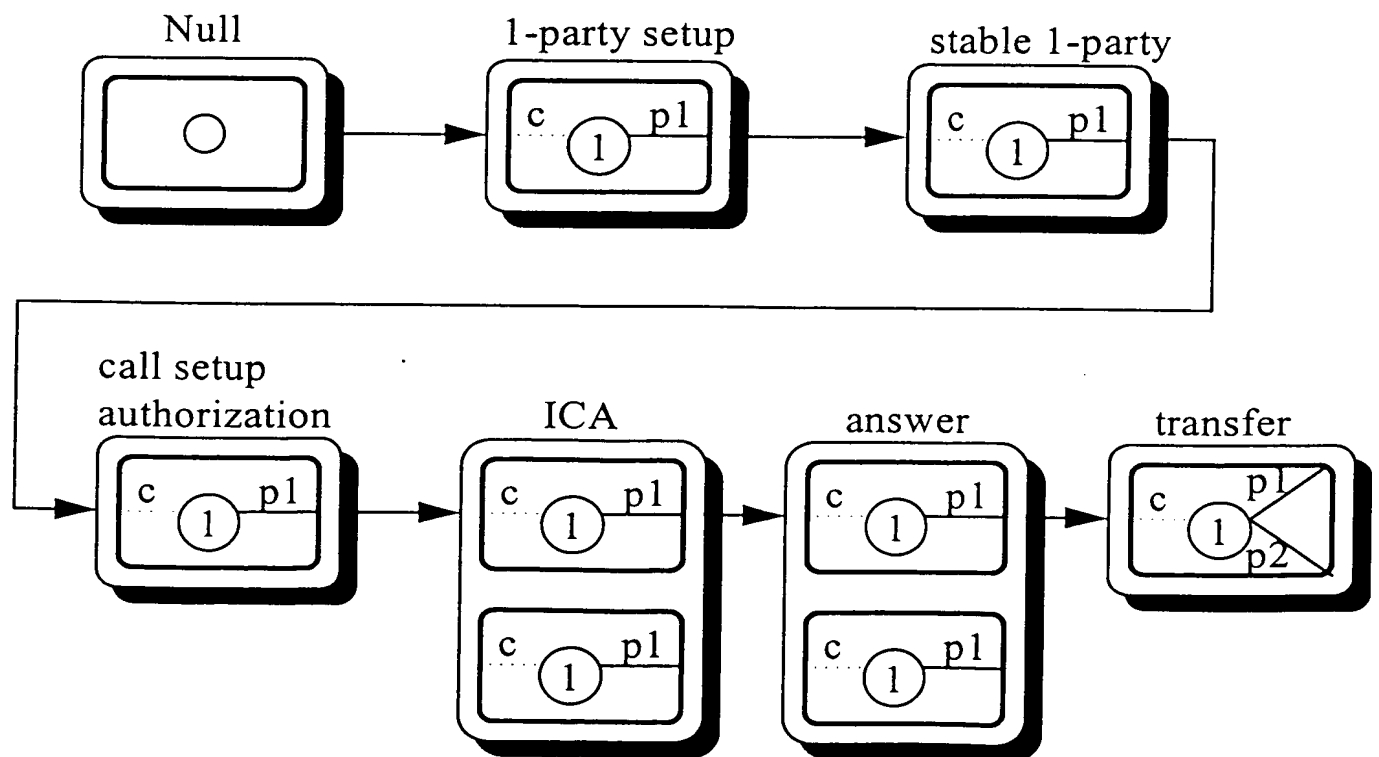 Null
1-party setup
stable 1-party
c 1 p1
c 1 p1
call setup
authorization
ICA
answer
transfer
c 1 p1
c 1 p1
c 1 p1
c 1 p1
p2
c 1 p1
c 1 p1